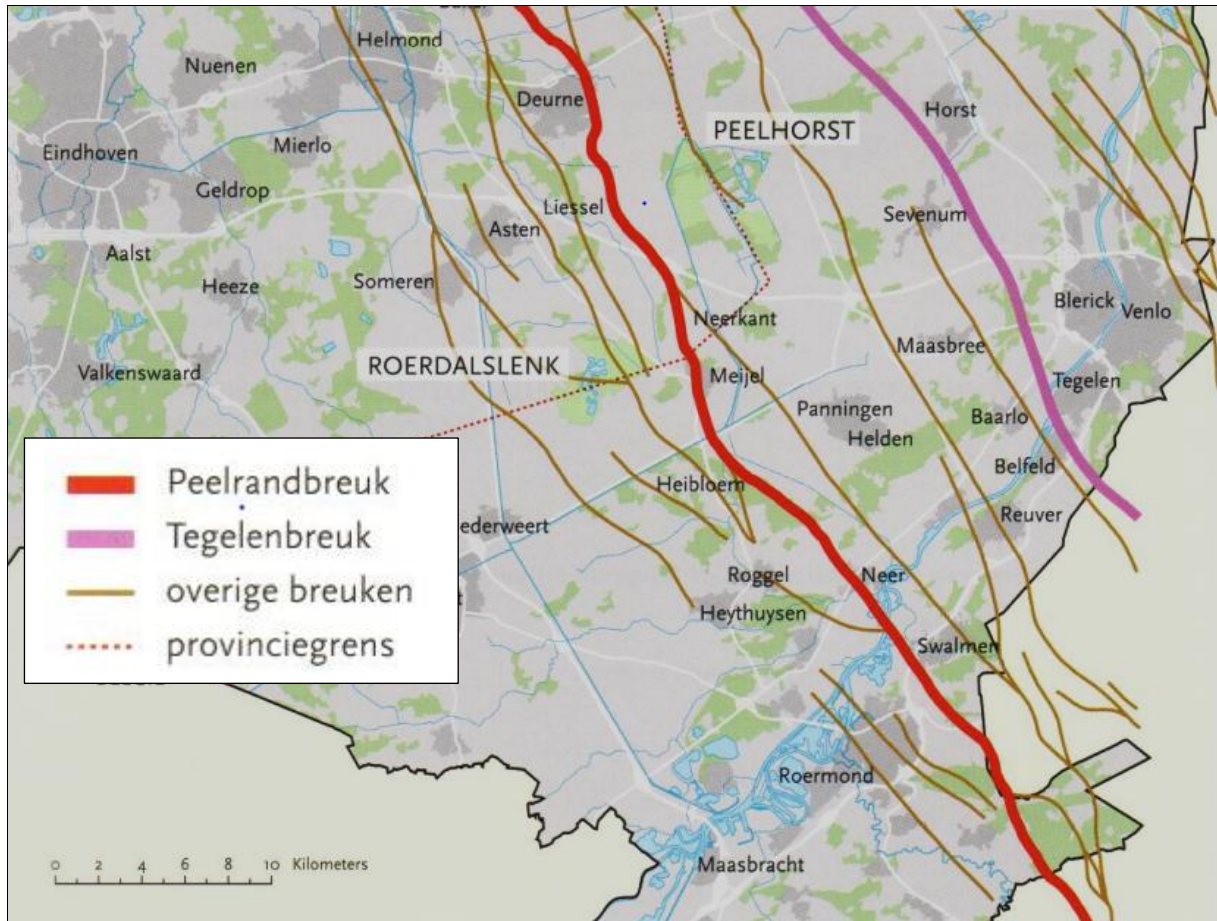 Helmond
Nuenen
Deurne
Horst
PEELHORST
Mierlo
Eindhoven
Geldrop
Liessel
Sevenum
Asten
Aalst
Someren
Heeze
Blerick
Venlo
Neerkant
Maasbree
ROERDALSLENK
Valkenswaard
Meijel
Tegelen
Panningen
Baarlo
Helden
Belfeld
Heibloem
Peelrandbreuk
Reuver
ederweert
Tegelenbreuk
Roggel
Neer
overige breuken
Heythuysen
Swalmen
provinciegrens
Roermond
0 2 4 6 8 10 Kilometers
Maasbracht